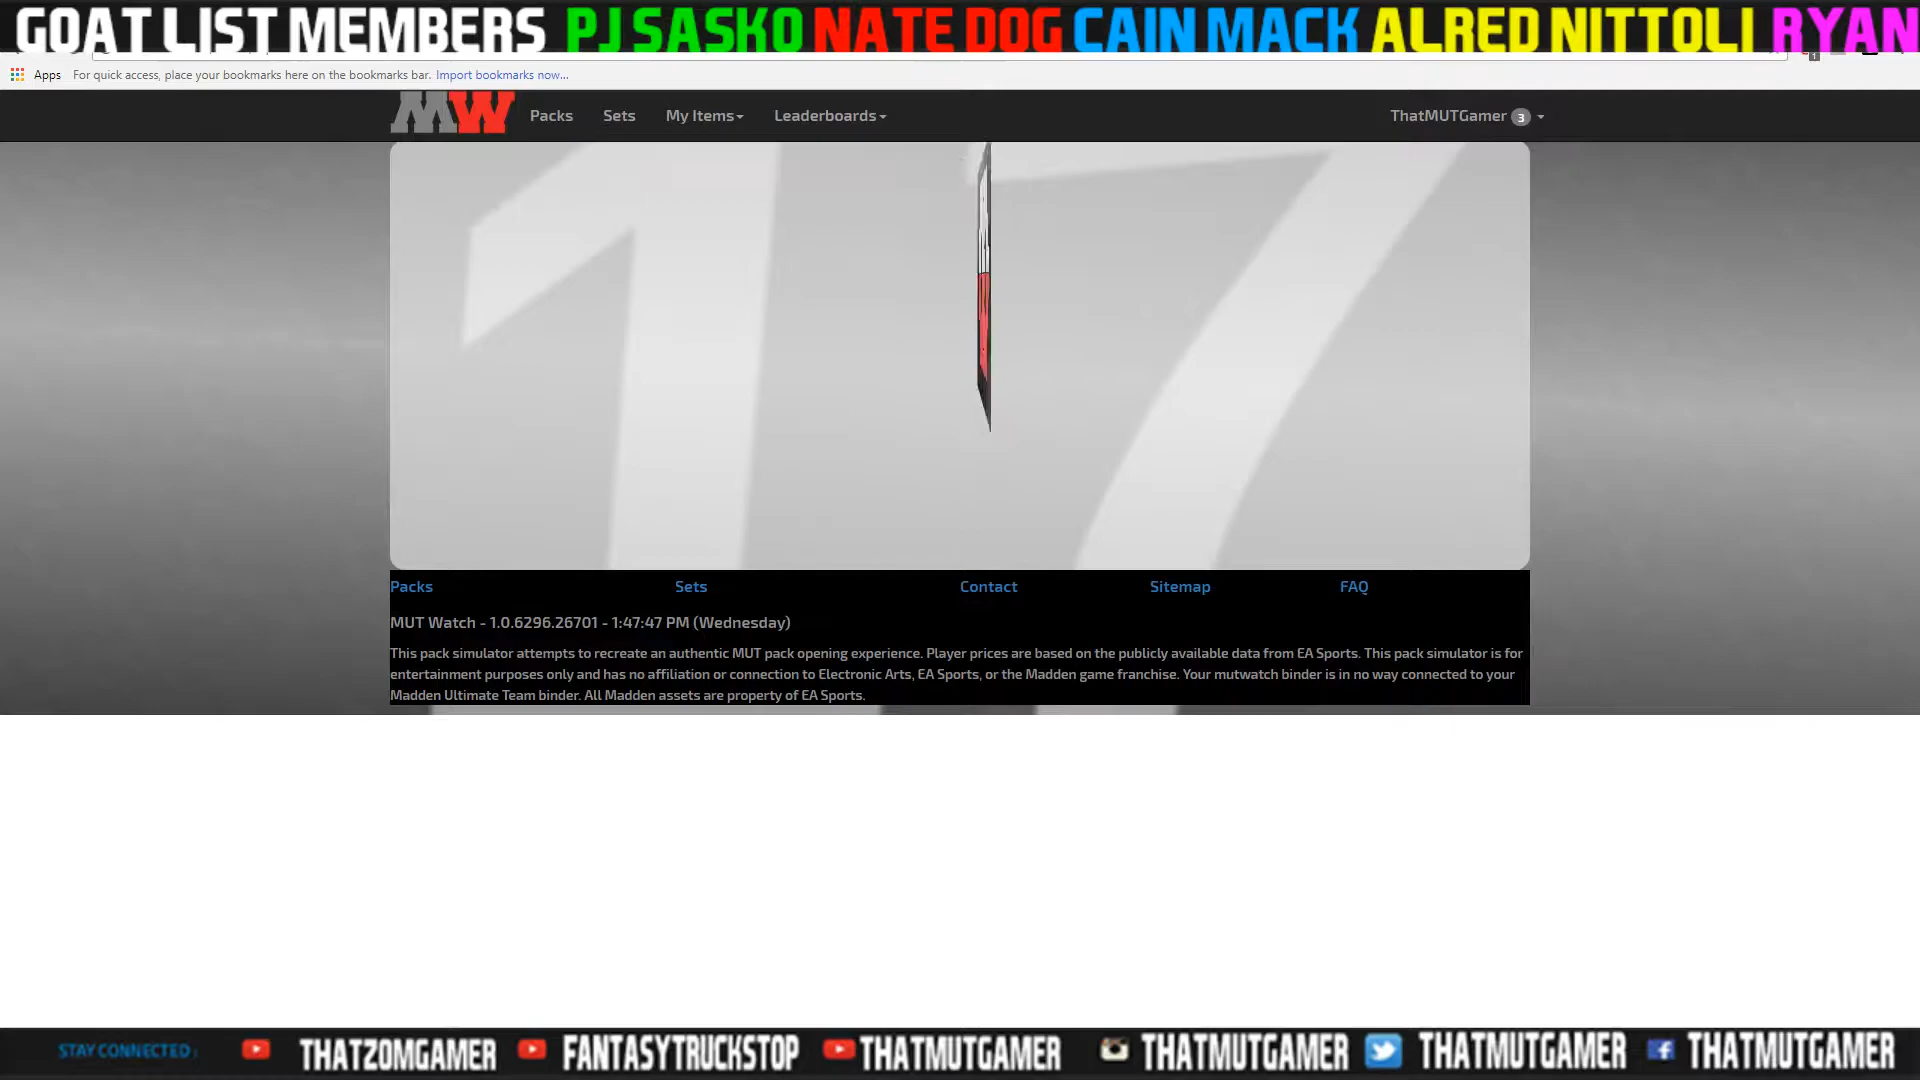 GOAT LIST MEMBERS PJ SASKO NATE DOG CAIN MACK ALRED NITTOLI RYAN
Apps For quick access, place your bookmarks here on the bookmarks bar. Import bookmarks now...
MW Packs Sets My Items Leaderboards ThatMUTGamer 3
17
Packs Sets Contact Sitemap FAQ
MUT Watch - 1.0.6296.26701 - 1:47:47 PM (Wednesday)
This pack simulator attempts to recreate an authentic MUT pack opening experience. Player prices are based on the publicly available data from EA Sports. This pack simulator is for
entertainment purposes only and has no affiliation or connection to Electronic Arts, EA Sports, or the Madden game franchise. Your mutwatch binder is in no way connected to your
Madden Ultimate Team binder. All Madden assets are property of EA Sports.
STAY CONNECTED: THATZOMGAMER FANTASYTRUCKSTOP THATMUTGAMER THATMUTGAMER THATMUTGAMER THATMUTGAMER